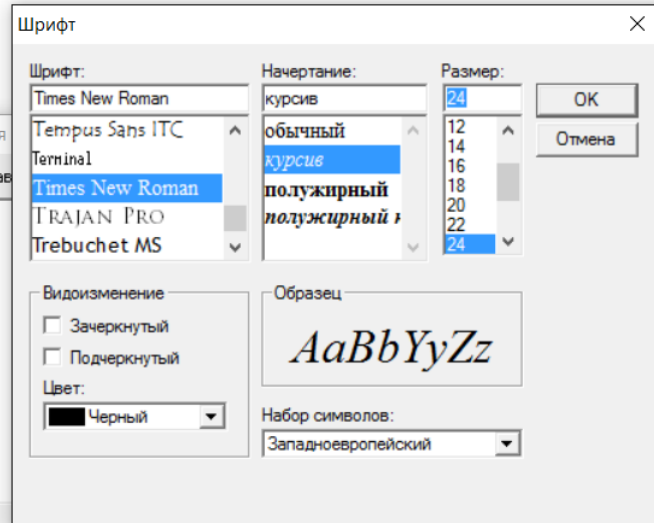 Шрифт
Шрифт:
Times New Roman
Tempus Sans ITC
Terminal
Times New Roman
Trajan Pro
Trebuchet MS
Начертание:
курсив
обычный
курсив
полужирный
полужирный к
Размер:
24
12
14
16
18
20
22
24
OK
Отмена
Видоизменение
Зачеркнутый
Подчеркнутый
Цвет:
Черный
Образец
AaBbYyZz
Набор символов:
Западноевропейский